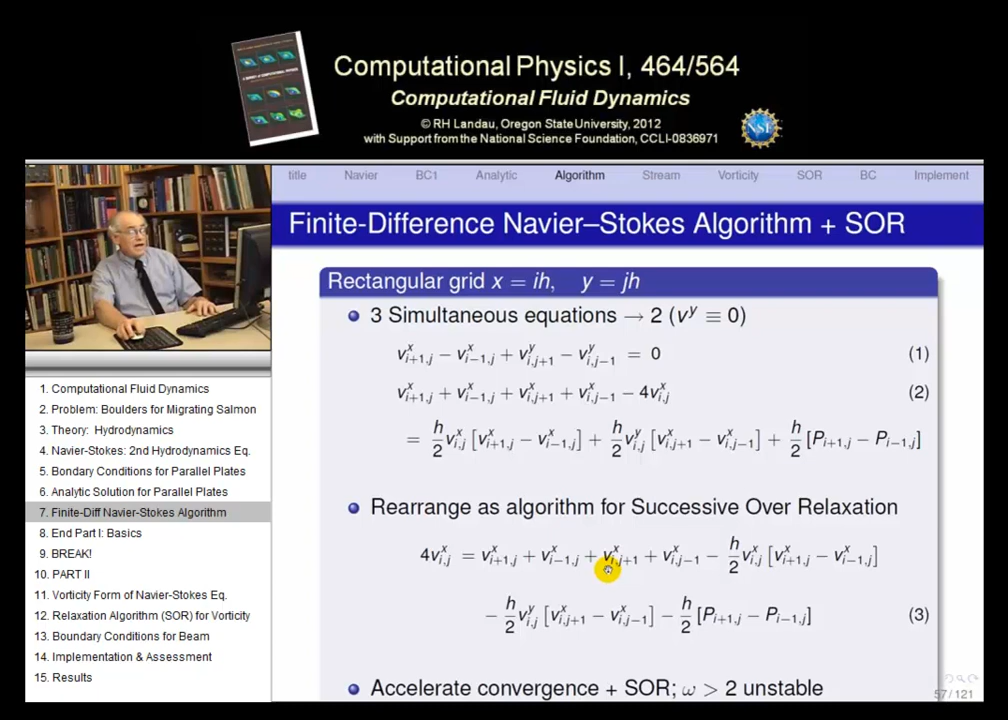 Computational Physics I, 464/564
Computational Fluid Dynamics
© RH Landau, Oregon State University, 2012
with Support from the National Science Foundation, CCLI-0836971
NSF
title Navier BC1 Analytic Algorithm Stream Vorticity SOR BC Implement
Finite-Difference Navier–Stokes Algorithm + SOR
Rectangular grid x = ih, y = jh
3 Simultaneous equations → 2 (v^y ≡ 0)
v^x_{i+1,j} − v^x_{i−1,j} + v^y_{i,j+1} − v^y_{i,j−1} = 0 (1)
v^x_{i+1,j} + v^x_{i−1,j} + v^x_{i,j+1} + v^x_{i,j−1} − 4v^x_{i,j} (2)
= h/2 v^x_{i,j} [v^x_{i+1,j} − v^x_{i−1,j}] + h/2 v^y_{i,j} [v^x_{i,j+1} − v^x_{i,j−1}] + h/2 [P_{i+1,j} − P_{i−1,j}]
Rearrange as algorithm for Successive Over Relaxation
4v^x_{i,j} = v^x_{i+1,j} + v^x_{i−1,j} + v^x_{i,j+1} + v^x_{i,j−1} − h/2 v^x_{i,j} [v^x_{i+1,j} − v^x_{i−1,j}]
− h/2 v^y_{i,j} [v^x_{i,j+1} − v^x_{i,j−1}] − h/2 [P_{i+1,j} − P_{i−1,j}] (3)
Accelerate convergence + SOR; ω > 2 unstable
57/121
1. Computational Fluid Dynamics
2. Problem: Boulders for Migrating Salmon
3. Theory: Hydrodynamics
4. Navier-Stokes: 2nd Hydrodynamics Eq.
5. Bondary Conditions for Parallel Plates
6. Analytic Solution for Parallel Plates
7. Finite-Diff Navier-Stokes Algorithm
8. End Part I: Basics
9. BREAK!
10. PART II
11. Vorticity Form of Navier-Stokes Eq.
12. Relaxation Algorithm (SOR) for Vorticity
13. Boundary Conditions for Beam
14. Implementation & Assessment
15. Results